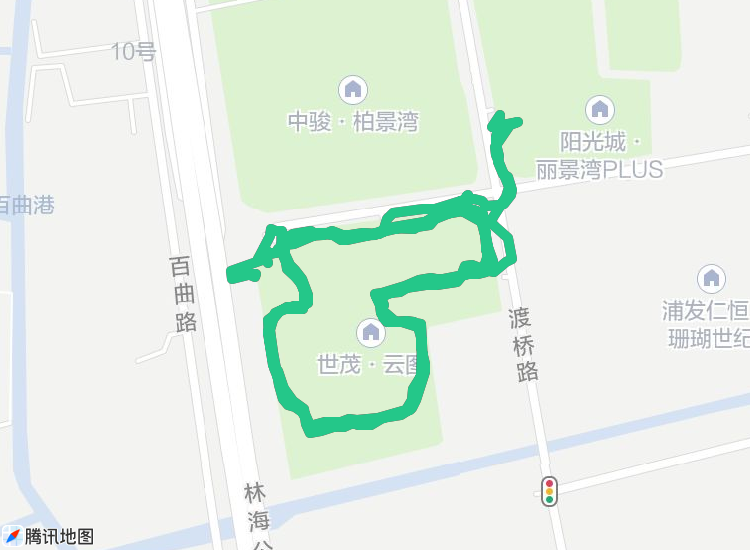 10号
中骏·柏景湾
阳光城·
丽景湾PLUS
百曲港
百曲路
浦发仁恒
珊瑚世纪
渡桥路
世茂·云图
林海公
腾讯地图